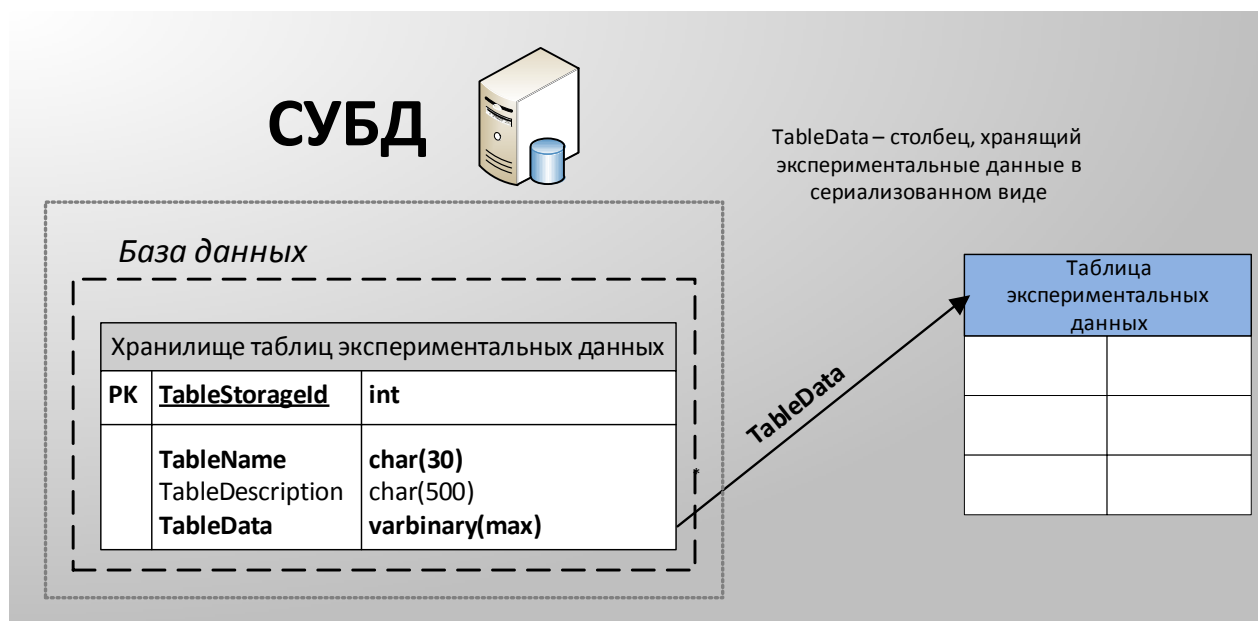 СУБД
TableData – столбец, хранящий
экспериментальные данные в
сериализованном виде
База данных
Таблица
экспериментальных
данных
Хранилище таблиц экспериментальных данных
PK TableStorageId int
TableName char(30)
TableDescription char(500)
TableData varbinary(max)
TableData
*